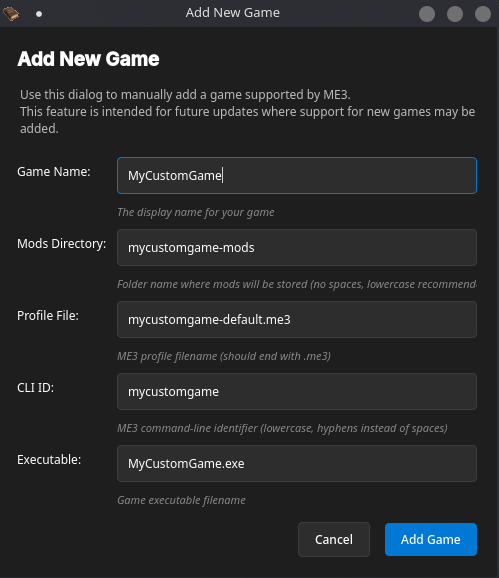 Add New Game
Add New Game
Use this dialog to manually add a game supported by ME3.
This feature is intended for future updates where support for new games may be
added.
Game Name:
MyCustomGame
The display name for your game
Mods Directory:
mycustomgame-mods
Folder name where mods will be stored (no spaces, lowercase recommend
Profile File:
mycustomgame-default.me3
ME3 profile filename (should end with .me3)
CLI ID:
mycustomgame
ME3 command-line identifier (lowercase, hyphens instead of spaces)
Executable:
MyCustomGame.exe
Game executable filename
Cancel
Add Game